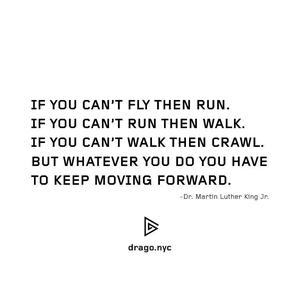 IF YOU CAN'T FLY THEN RUN.
IF YOU CAN'T RUN THEN WALK.
IF YOU CAN'T WALK THEN CRAWL.
BUT WHATEVER YOU DO YOU HAVE
TO KEEP MOVING FORWARD.
-Dr. Martin Luther King Jr.
drago.nyc